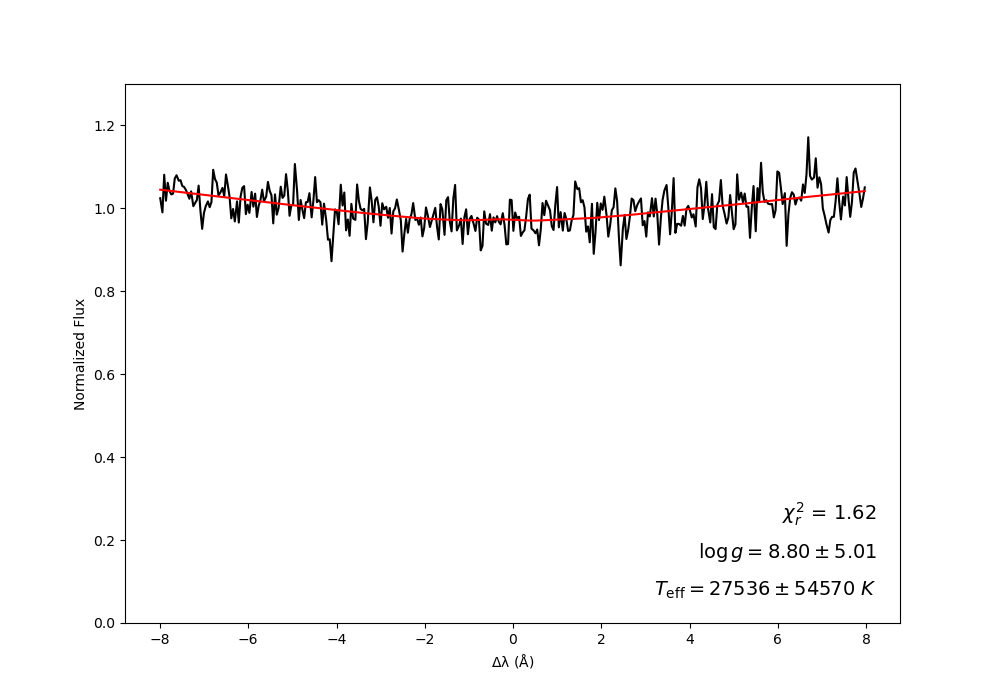 1.2
1.0
0.8
0.6
0.4
0.2
0.0
Normalized Flux
χ²ᵣ = 1.62
log g = 8.80 ± 5.01
T_eff = 27536 ± 54570 K
−8 −6 −4 −2 0 2 4 6 8
Δλ (Å)